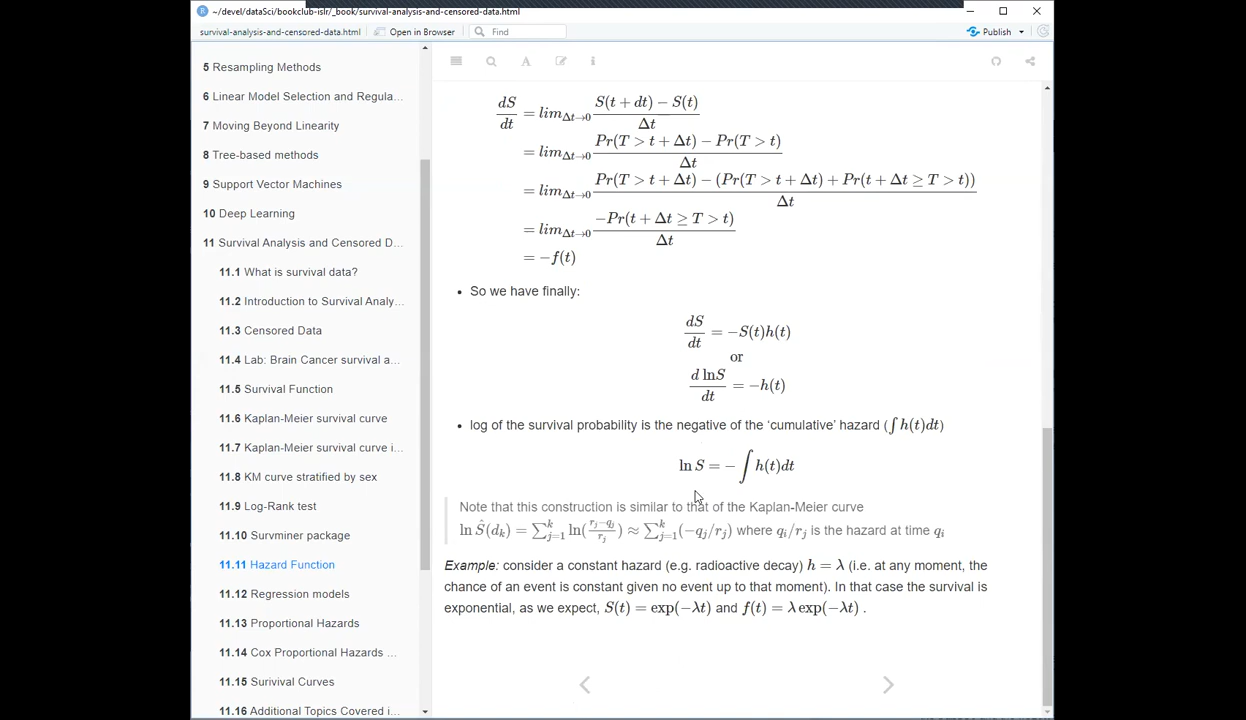 ~/devel/dataSci/bookclub-islr/_book/survival-analysis-and-censored-data.html
survival-analysis-and-censored-data.html
Open in Browser
Find
Publish
5 Resampling Methods
6 Linear Model Selection and Regula...
7 Moving Beyond Linearity
8 Tree-based methods
9 Support Vector Machines
10 Deep Learning
11 Survival Analysis and Censored D...
11.1 What is survival data?
11.2 Introduction to Survival Analy...
11.3 Censored Data
11.4 Lab: Brain Cancer survival a...
11.5 Survival Function
11.6 Kaplan-Meier survival curve
11.7 Kaplan-Meier survival curve i...
11.8 KM curve stratified by sex
11.9 Log-Rank test
11.10 Survminer package
11.11 Hazard Function
11.12 Regression models
11.13 Proportional Hazards
11.14 Cox Proportional Hazards ...
11.15 Surivival Curves
11.16 Additional Topics Covered i...
dS/dt = lim_{Δt→0} (S(t + dt) − S(t))/Δt
= lim_{Δt→0} (Pr(T > t + Δt) − Pr(T > t))/Δt
= lim_{Δt→0} (Pr(T > t + Δt) − (Pr(T > t + Δt) + Pr(t + Δt ≥ T > t)))/Δt
= lim_{Δt→0} (−Pr(t + Δt ≥ T > t))/Δt
= −f(t)
• So we have finally:
dS/dt = −S(t)h(t)
or
d lnS/dt = −h(t)
• log of the survival probability is the negative of the ‘cumulative’ hazard (∫ h(t)dt)
ln S = − ∫ h(t)dt
Note that this construction is similar to that of the Kaplan-Meier curve
ln Ŝ(d_k) = ∑_{j=1}^k ln((r_j−q_j)/r_j) ≈ ∑_{j=1}^k (−q_j/r_j) where q_i/r_j is the hazard at time q_i
Example: consider a constant hazard (e.g. radioactive decay) h = λ (i.e. at any moment, the
chance of an event is constant given no event up to that moment). In that case the survival is
exponential, as we expect, S(t) = exp(−λt) and f(t) = λ exp(−λt) .